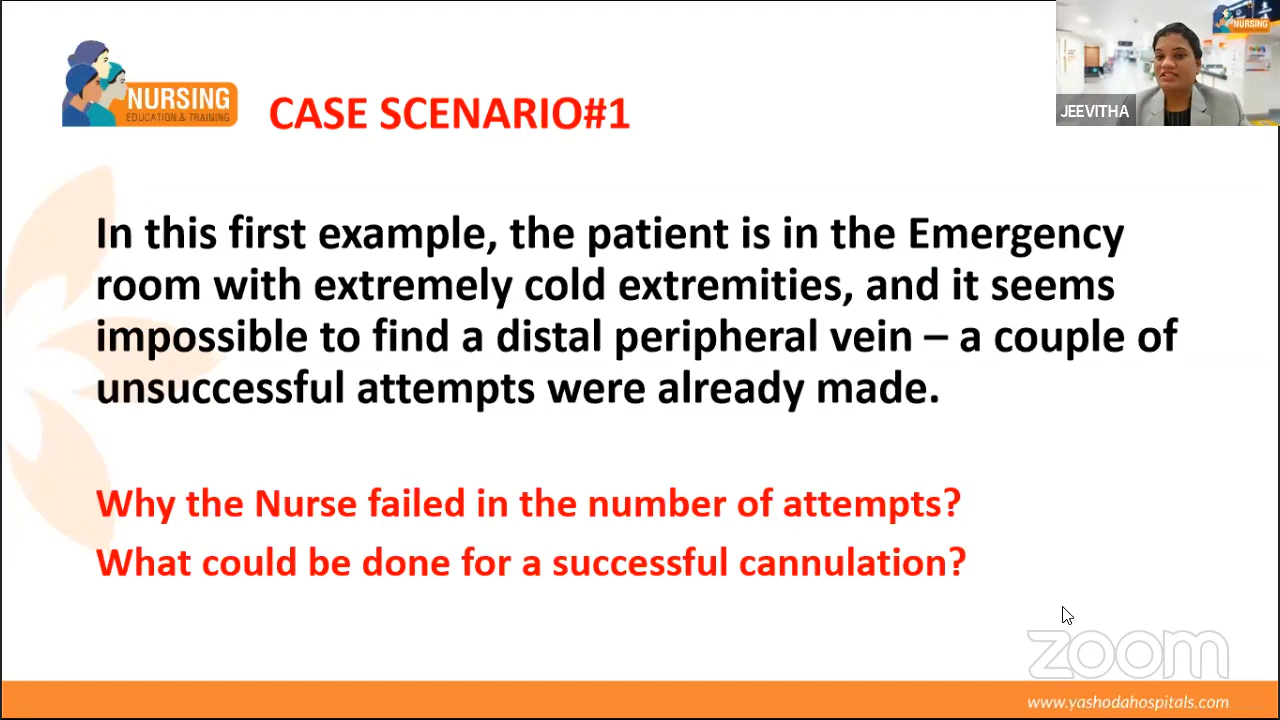 NURSING
EDUCATION & TRAINING
CASE SCENARIO#1
NURSING
JEEVITHA
In this first example, the patient is in the Emergency
room with extremely cold extremities, and it seems
impossible to find a distal peripheral vein – a couple of
unsuccessful attempts were already made.
Why the Nurse failed in the number of attempts?
What could be done for a successful cannulation?
zoom
www.yashodahospitals.com